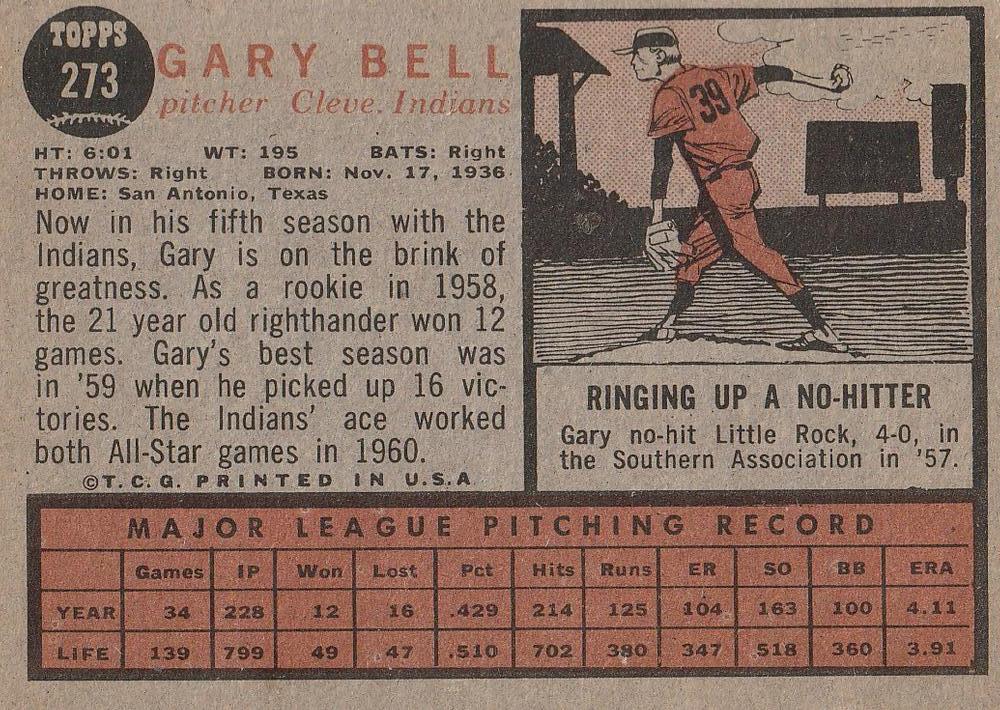 TOPPS
273
GARY BELL
pitcher Cleve. Indians
HT: 6:01 WT: 195 BATS: Right
THROWS: Right BORN: Nov. 17, 1936
HOME: San Antonio, Texas
Now in his fifth season with the
Indians, Gary is on the brink of
greatness. As a rookie in 1958,
the 21 year old righthander won 12
games. Gary's best season was
in '59 when he picked up 16 vic-
tories. The Indians' ace worked
both All-Star games in 1960.
©T.C.G. PRINTED IN U.S.A
39
RINGING UP A NO-HITTER
Gary no-hit Little Rock, 4-0, in
the Southern Association in '57.
MAJOR LEAGUE PITCHING RECORD
Games IP Won Lost Pct Hits Runs ER SO BB ERA
YEAR 34 228 12 16 .429 214 125 104 163 100 4.11
LIFE 139 799 49 47 .510 702 380 347 518 360 3.91